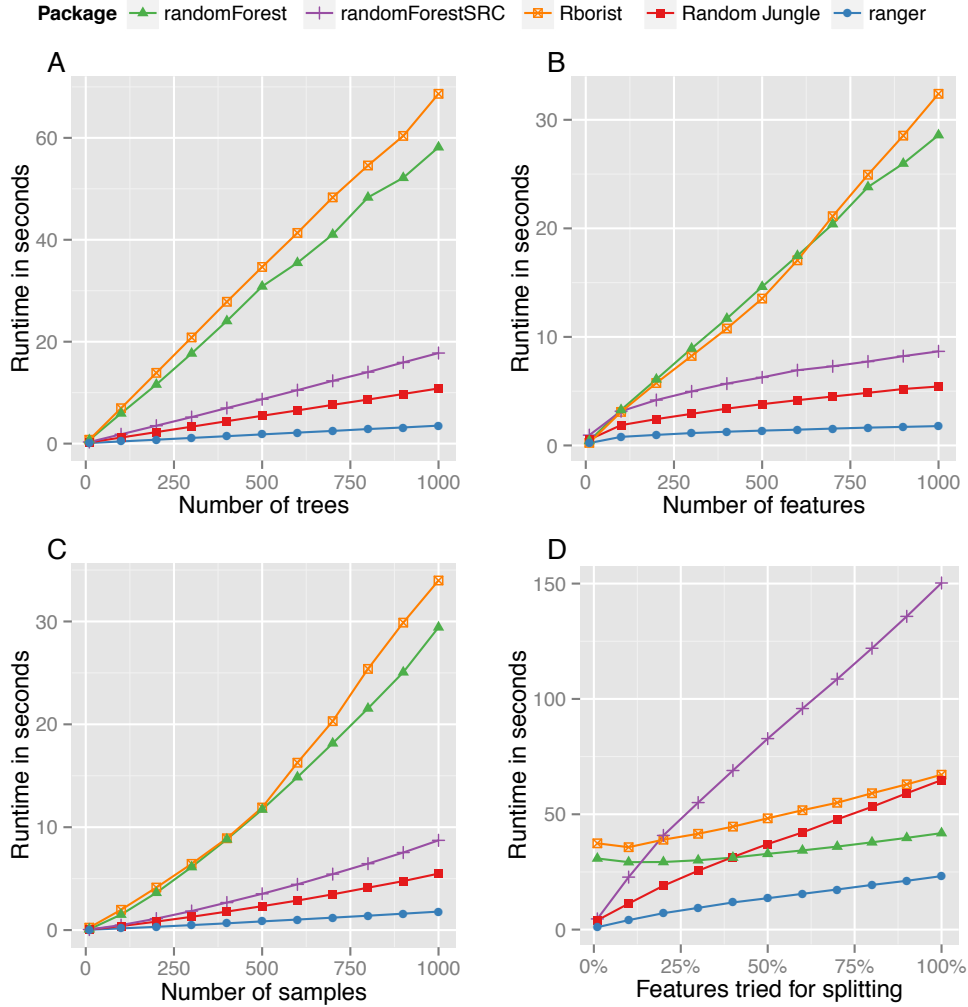 Package randomForest randomForestSRC Rborist Random Jungle ranger
A
Runtime in seconds
60
40
20
0
0 250 500 750 1000
Number of trees
B
Runtime in seconds
30
20
10
0
0 250 500 750 1000
Number of features
C
Runtime in seconds
30
20
10
0
0 250 500 750 1000
Number of samples
D
Runtime in seconds
150
100
50
0
0% 25% 50% 75% 100%
Features tried for splitting